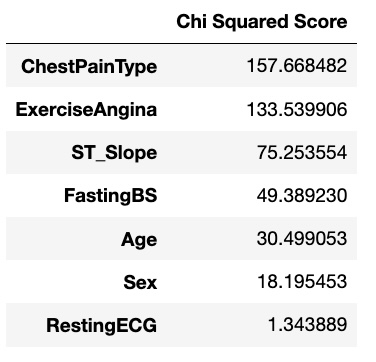 Chi Squared Score
ChestPainType 157.668482
ExerciseAngina 133.539906
ST_Slope 75.253554
FastingBS 49.389230
Age 30.499053
Sex 18.195453
RestingECG 1.343889